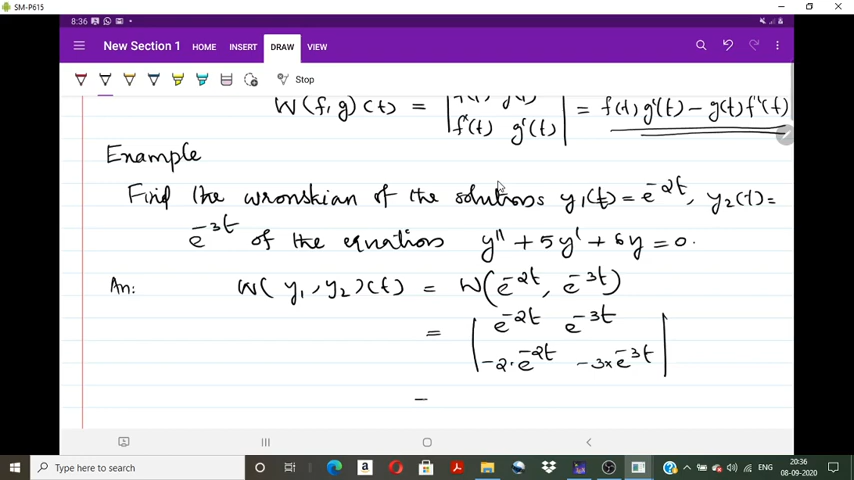 SM-P615
8:36
New Section 1 HOME INSERT DRAW VIEW
Stop
W(f,g)(t) = | f(t) g(t) | = f(t) g'(t) - g(t) f'(t)
f'(t) g'(t)
Example
Find the wronskian of the solutions y₁(t) = e^-2t, y₂(t) =
e^-3t of the equations y'' + 5y' + 6y = 0.
An: W(y₁, y₂)(t) = W(e^-2t, e^-3t)
= | e^-2t e^-3t |
-2·e^-2t -3×e^-3t
=
Type here to search
ENG
20:36
08-09-2020